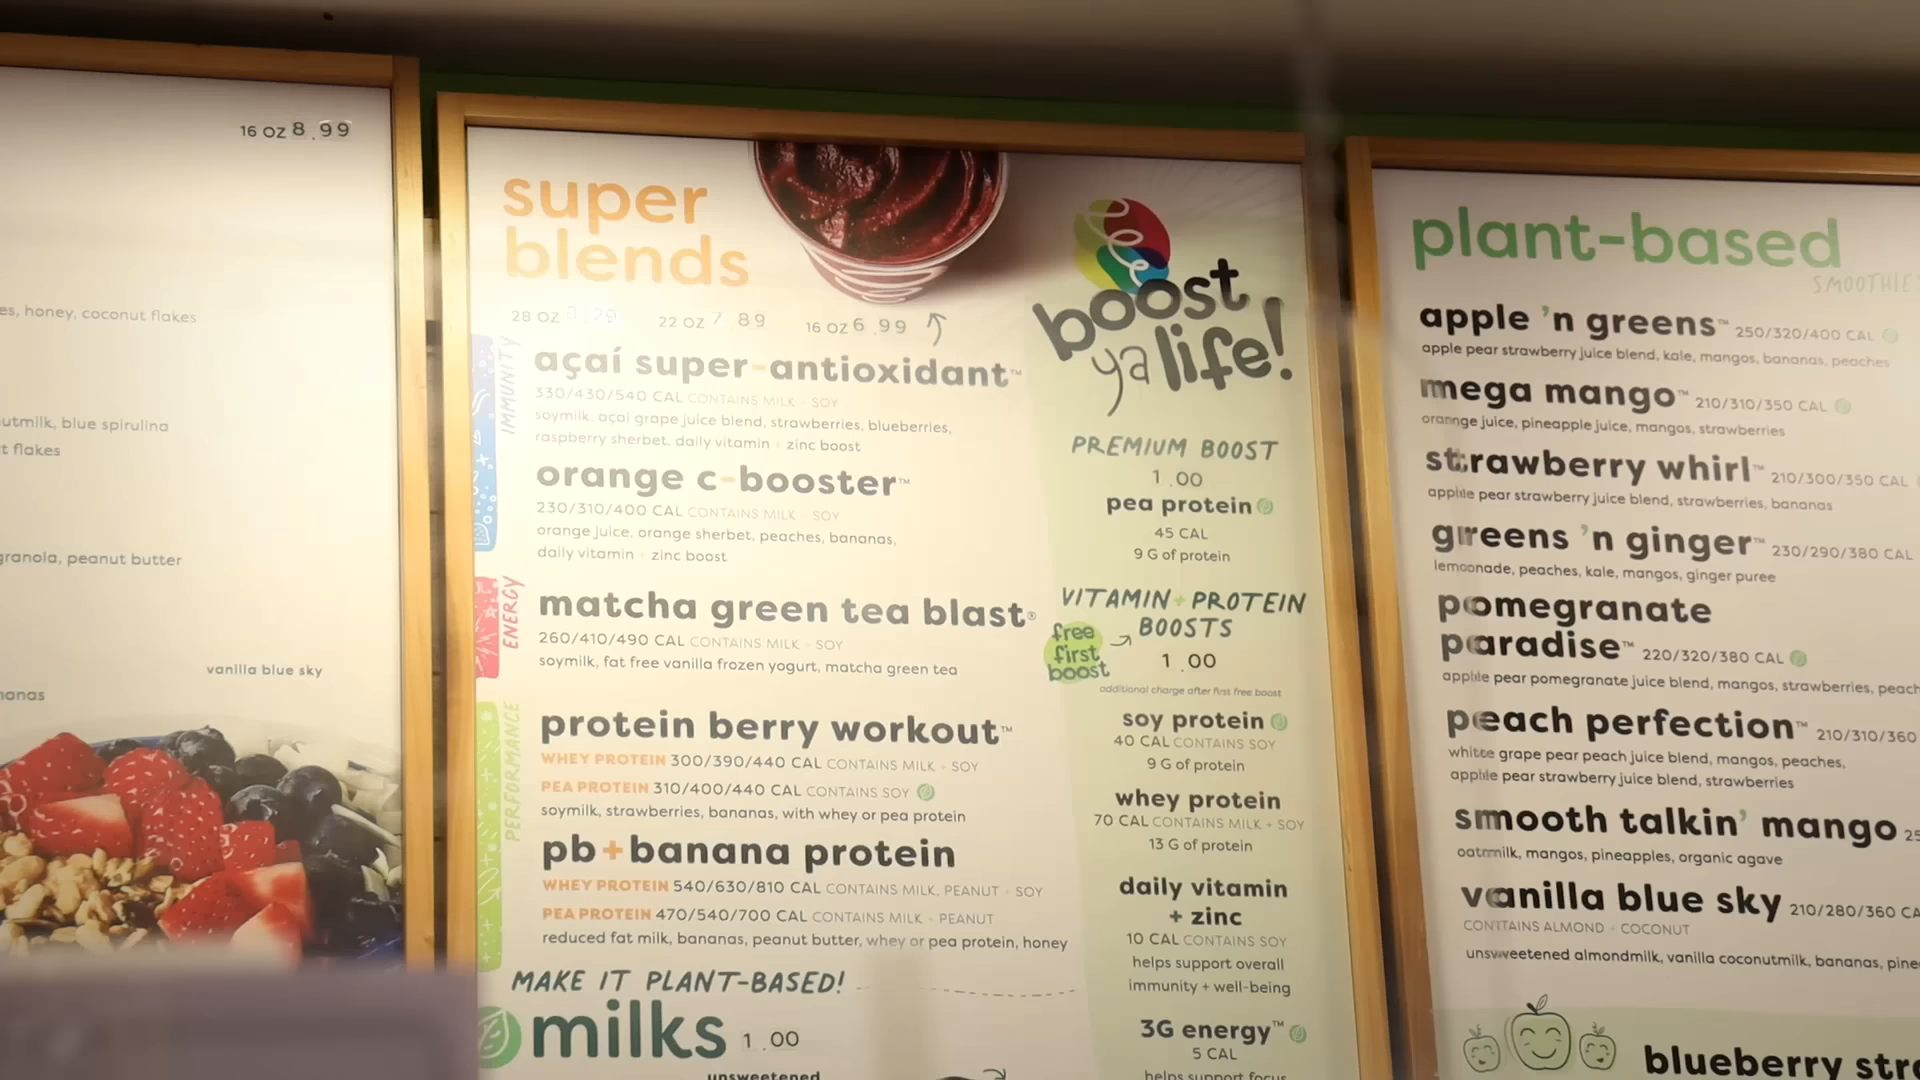 16 OZ 8.99
es, honey, coconut flakes
utmilk, blue spirulina
t flakes
granola, peanut butter
vanilla blue sky
nanas
super
blends
28 OZ 22 OZ 7.89 16 OZ 6.99
IMMUNITY
açaí super-antioxidant™
330/430/540 CAL CONTAINS MILK + SOY
soymilk, açaí grape juice blend, strawberries, blueberries,
raspberry sherbet, daily vitamin + zinc boost
orange c-booster™
230/310/400 CAL CONTAINS MILK + SOY
orange juice, orange sherbet, peaches, bananas,
daily vitamin + zinc boost
ENERGY
matcha green tea blast®
260/410/490 CAL CONTAINS MILK + SOY
soymilk, fat free vanilla frozen yogurt, matcha green tea
PERFORMANCE
protein berry workout™
WHEY PROTEIN 300/390/440 CAL CONTAINS MILK + SOY
PEA PROTEIN 310/400/440 CAL CONTAINS SOY
soymilk, strawberries, bananas, with whey or pea protein
pb+banana protein
WHEY PROTEIN 540/630/810 CAL CONTAINS MILK, PEANUT + SOY
PEA PROTEIN 470/540/700 CAL CONTAINS MILK + PEANUT
reduced fat milk, bananas, peanut butter, whey or pea protein, honey
MAKE IT PLANT-BASED!
milks 1.00
unsweetened
boost
ya life!
PREMIUM BOOST
1.00
pea protein
45 CAL
9 G of protein
VITAMIN + PROTEIN
BOOSTS
free
first
boost
1.00
additional charge after first free boost
soy protein
40 CAL CONTAINS SOY
9 G of protein
whey protein
70 CAL CONTAINS MILK + SOY
13 G of protein
daily vitamin
+ zinc
10 CAL CONTAINS SOY
helps support overall
immunity + well-being
3G energy™
5 CAL
helps support focus
plant-based
SMOOTHIE
apple 'n greens™ 250/320/400 CAL
apple pear strawberry juice blend, kale, mangos, bananas, peaches
mega mango™ 210/310/350 CAL
orange juice, pineapple juice, mangos, strawberries
strawberry whirl™ 210/300/350 CAL
apple pear strawberry juice blend, strawberries, bananas
greens 'n ginger™ 230/290/380 CAL
lemonade, peaches, kale, mangos, ginger puree
pomegranate
paradise™ 220/320/380 CAL
apple pear pomegranate juice blend, mangos, strawberries, peach
peach perfection™ 210/310/360
white grape pear peach juice blend, mangos, peaches,
apple pear strawberry juice blend, strawberries
smooth talkin' mango 25
oatmilk, mangos, pineapples, organic agave
vanilla blue sky 210/280/360 CA
CONTAINS ALMOND + COCONUT
unsweetened almondmilk, vanilla coconutmilk, bananas, pine
blueberry str